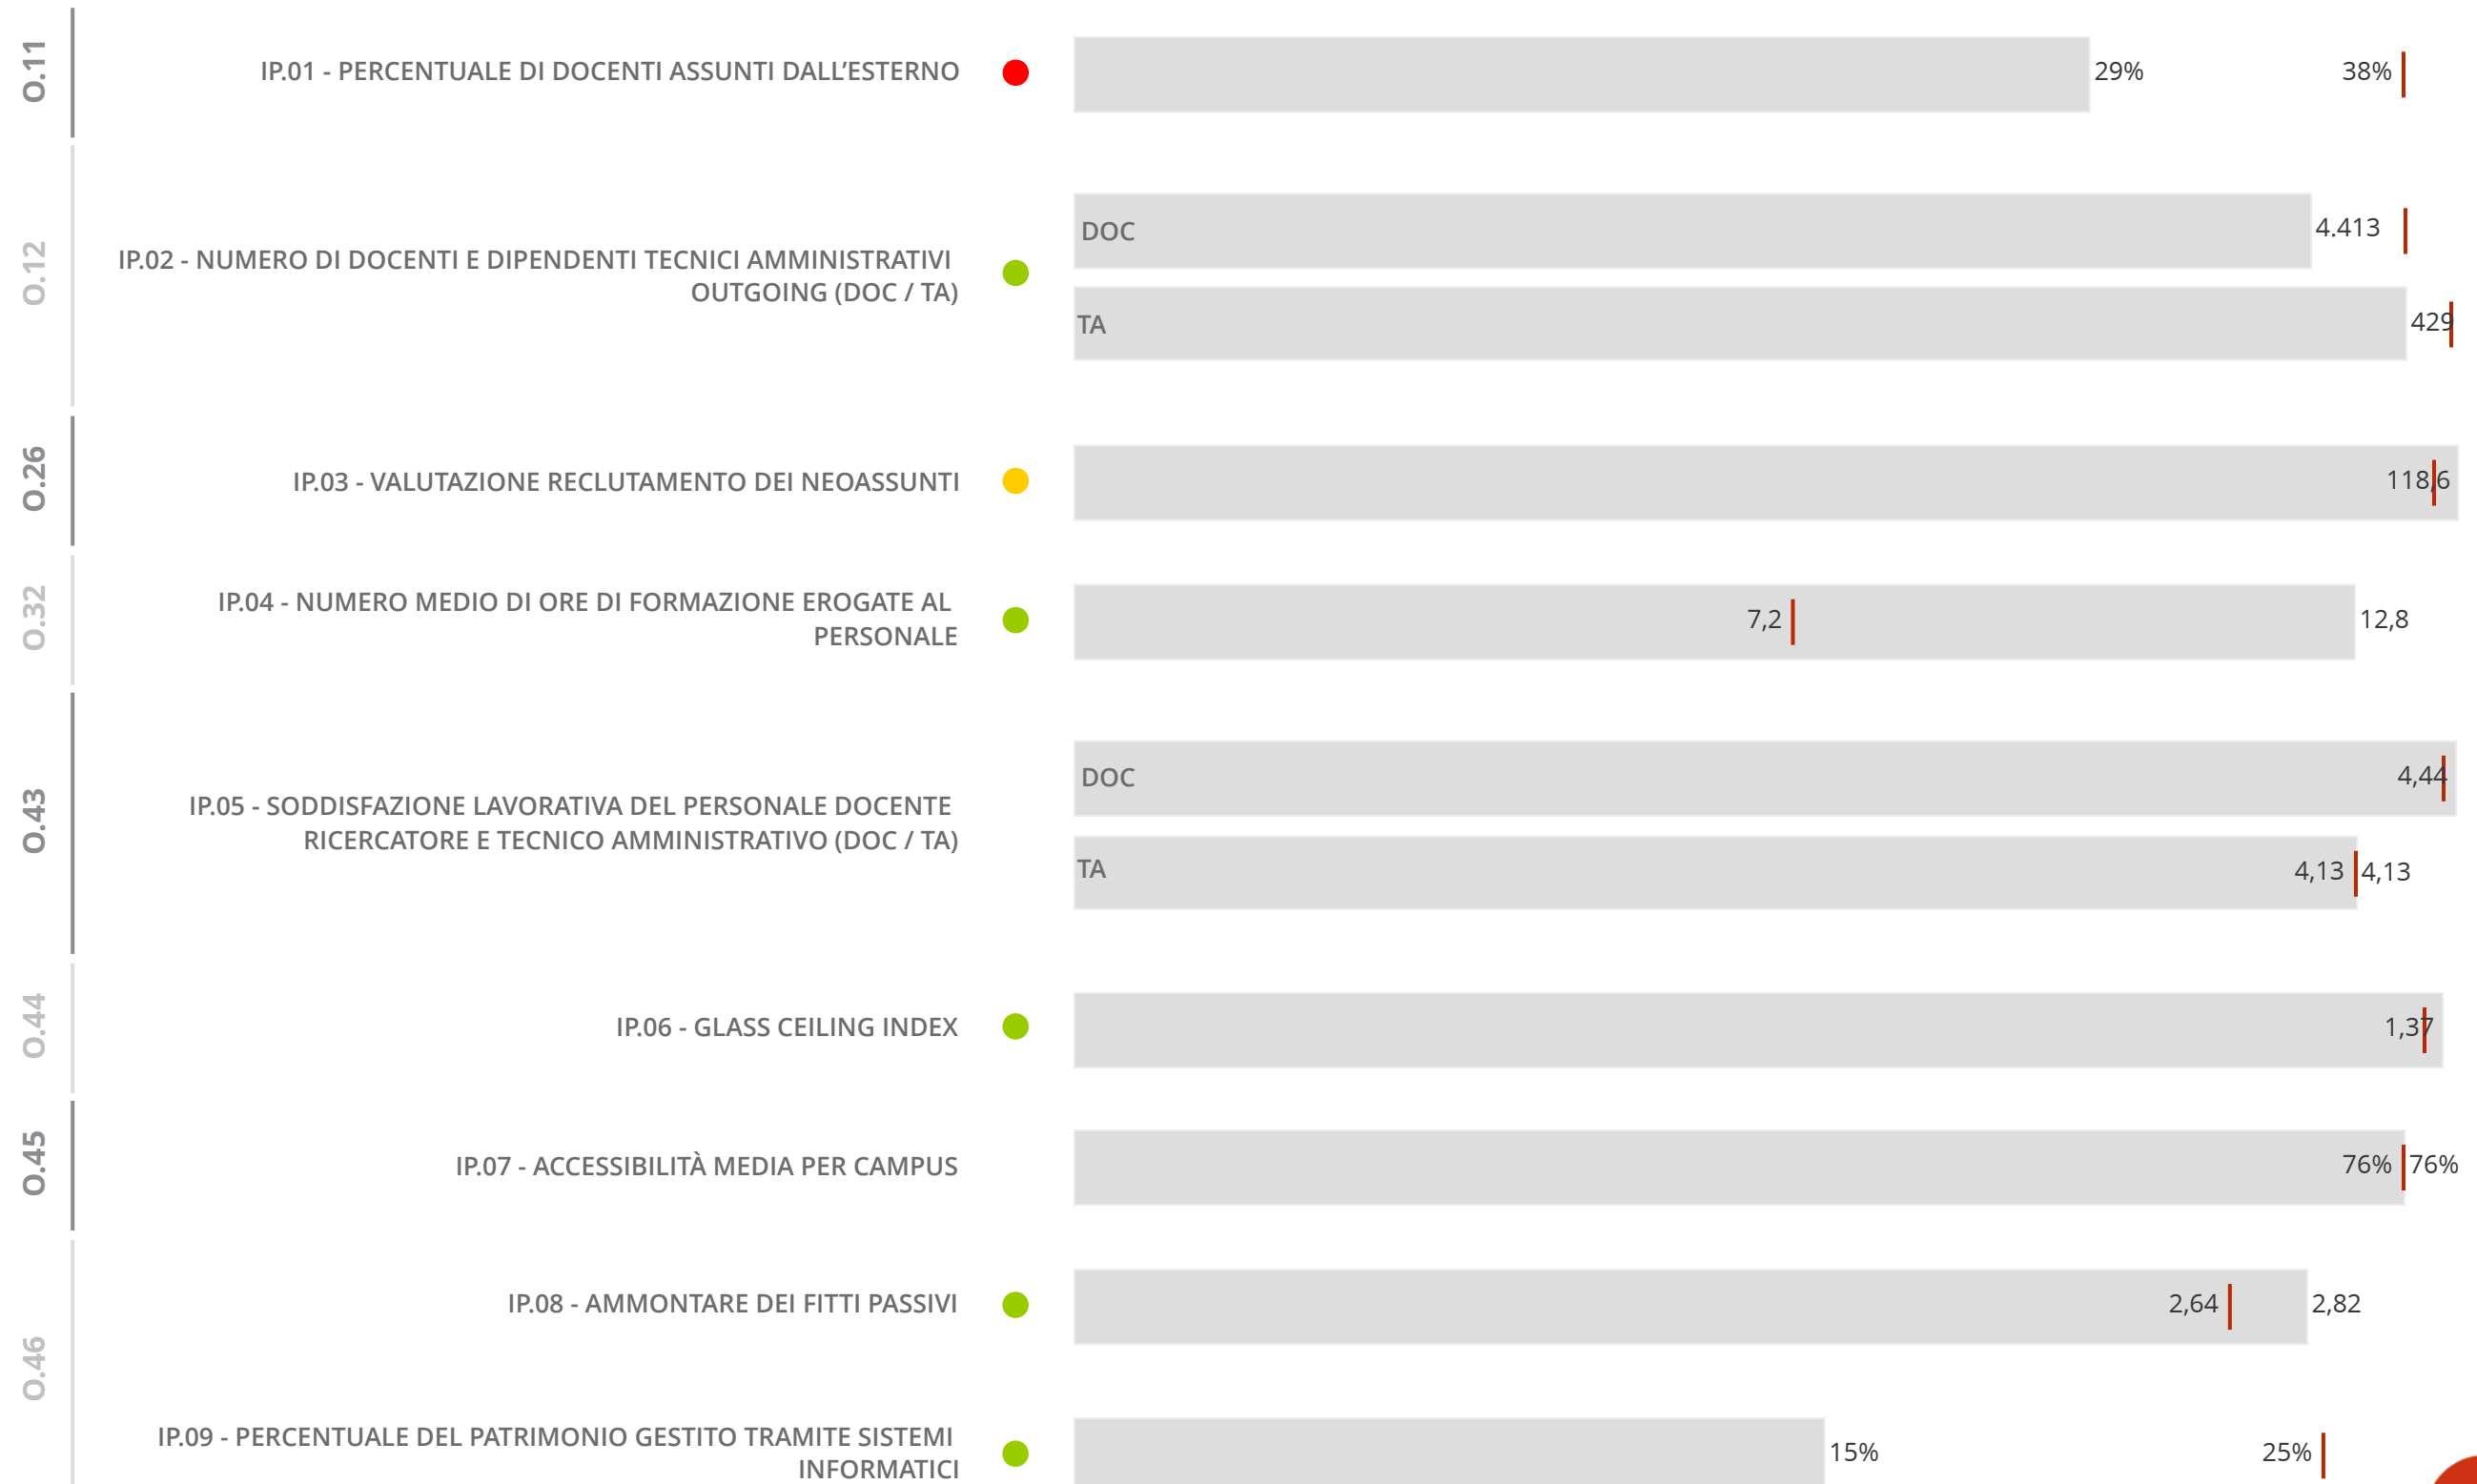 O.11
IP.01 - PERCENTUALE DI DOCENTI ASSUNTI DALL’ESTERNO
29%
38%
O.12
IP.02 - NUMERO DI DOCENTI E DIPENDENTI TECNICI AMMINISTRATIVI
OUTGOING (DOC / TA)
DOC
4.413
TA
429
O.26
IP.03 - VALUTAZIONE RECLUTAMENTO DEI NEOASSUNTI
118,6
O.32
IP.04 - NUMERO MEDIO DI ORE DI FORMAZIONE EROGATE AL
PERSONALE
7,2
12,8
O.43
IP.05 - SODDISFAZIONE LAVORATIVA DEL PERSONALE DOCENTE
RICERCATORE E TECNICO AMMINISTRATIVO (DOC / TA)
DOC
4,44
TA
4,13
4,13
O.44
IP.06 - GLASS CEILING INDEX
1,37
O.45
IP.07 - ACCESSIBILITÀ MEDIA PER CAMPUS
76%
76%
O.46
IP.08 - AMMONTARE DEI FITTI PASSIVI
2,64
2,82
IP.09 - PERCENTUALE DEL PATRIMONIO GESTITO TRAMITE SISTEMI
INFORMATICI
15%
25%